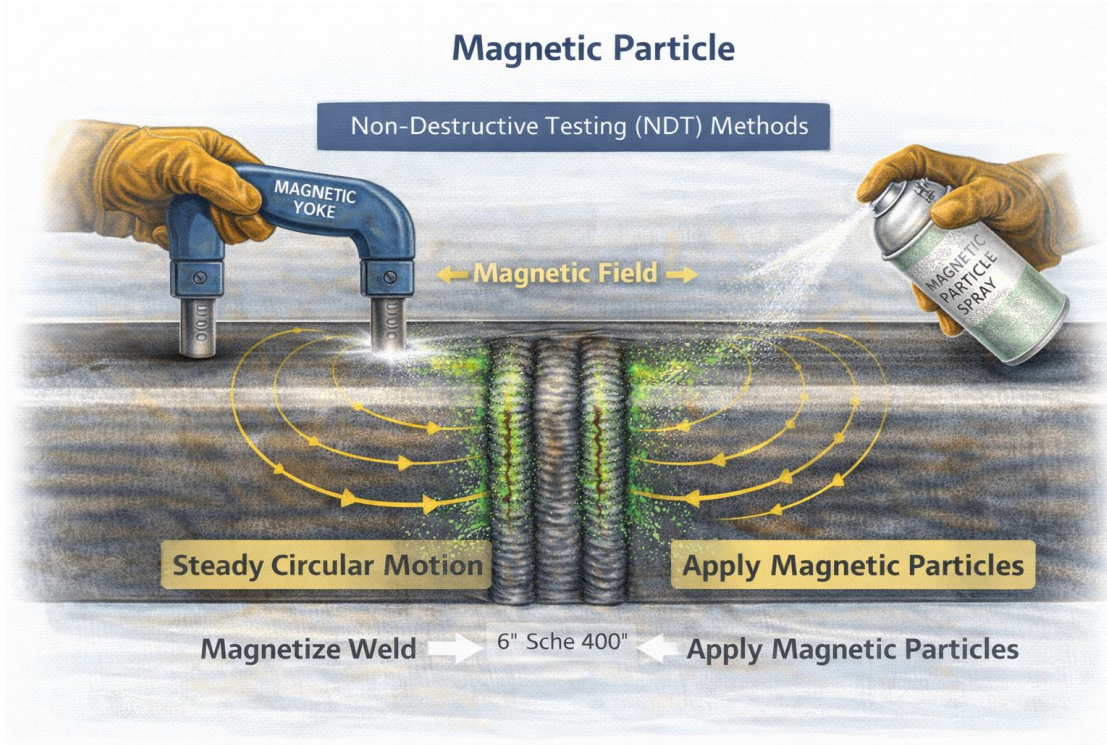 Magnetic Particle
Non-Destructive Testing (NDT) Methods
MAGNETIC
YOKE
Magnetic Field
MAGNETIC
PARTICLE
SPRAY
Steady Circular Motion
Apply Magnetic Particles
Magnetize Weld
6" Sche 400"
Apply Magnetic Particles